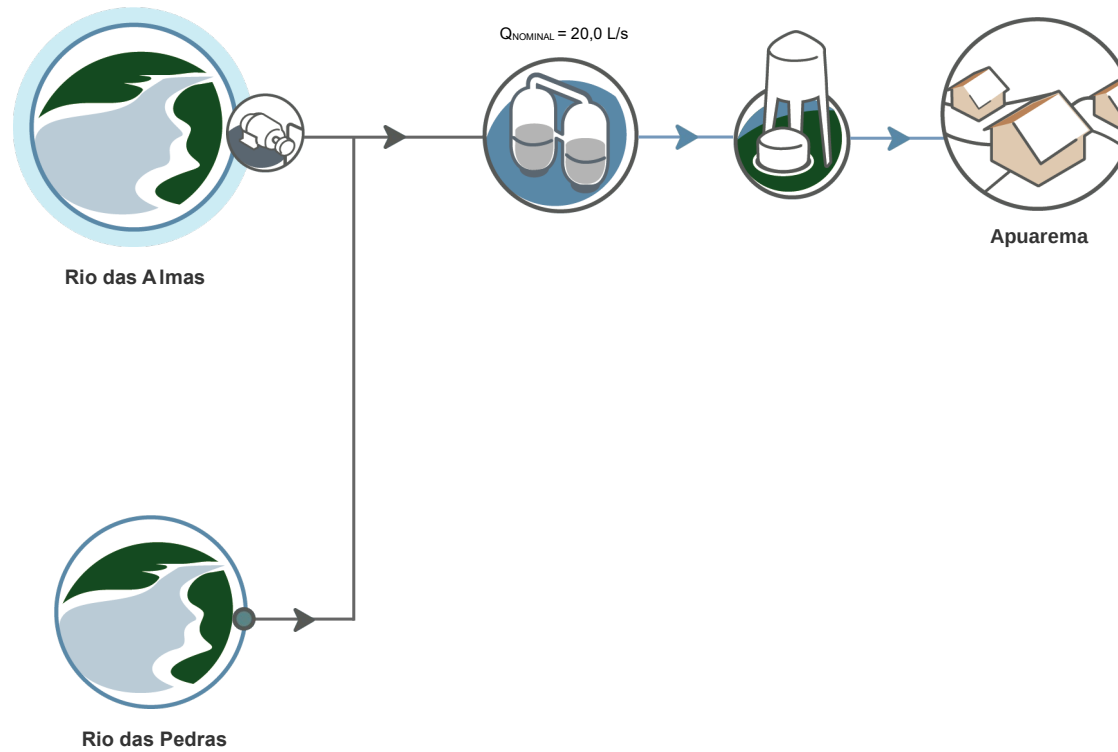 QNOMINAL = 20,0 L/s
Apuarema
Rio das Almas
Rio das Pedras